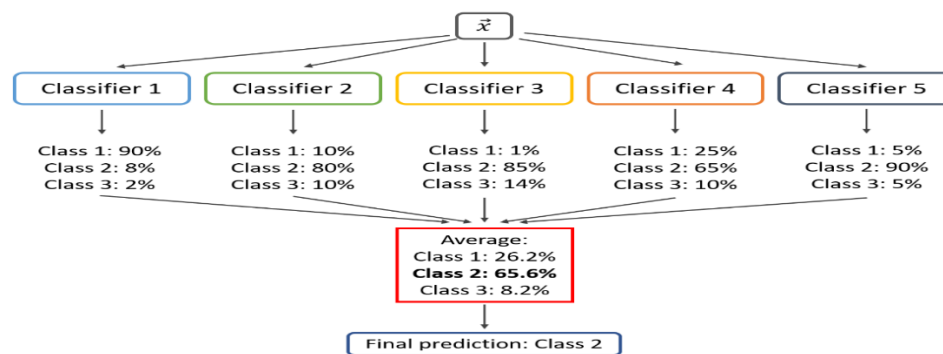 x⃗
Classifier 1
Classifier 2
Classifier 3
Classifier 4
Classifier 5
Class 1: 90%
Class 2: 8%
Class 3: 2%
Class 1: 10%
Class 2: 80%
Class 3: 10%
Class 1: 1%
Class 2: 85%
Class 3: 14%
Class 1: 25%
Class 2: 65%
Class 3: 10%
Class 1: 5%
Class 2: 90%
Class 3: 5%
Average:
Class 1: 26.2%
Class 2: 65.6%
Class 3: 8.2%
Final prediction: Class 2